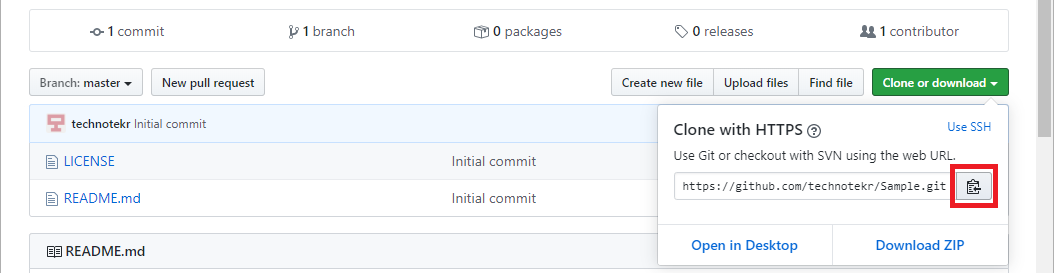 1 commit 1 branch 0 packages 0 releases 1 contributor
Branch: master New pull request Create new file Upload files Find file Clone or download
technotekr Initial commit
Clone with HTTPS Use SSH
Use Git or checkout with SVN using the web URL.
https://github.com/technotekr/Sample.git
Open in Desktop Download ZIP
LICENSE Initial commit
README.md Initial commit
README.md